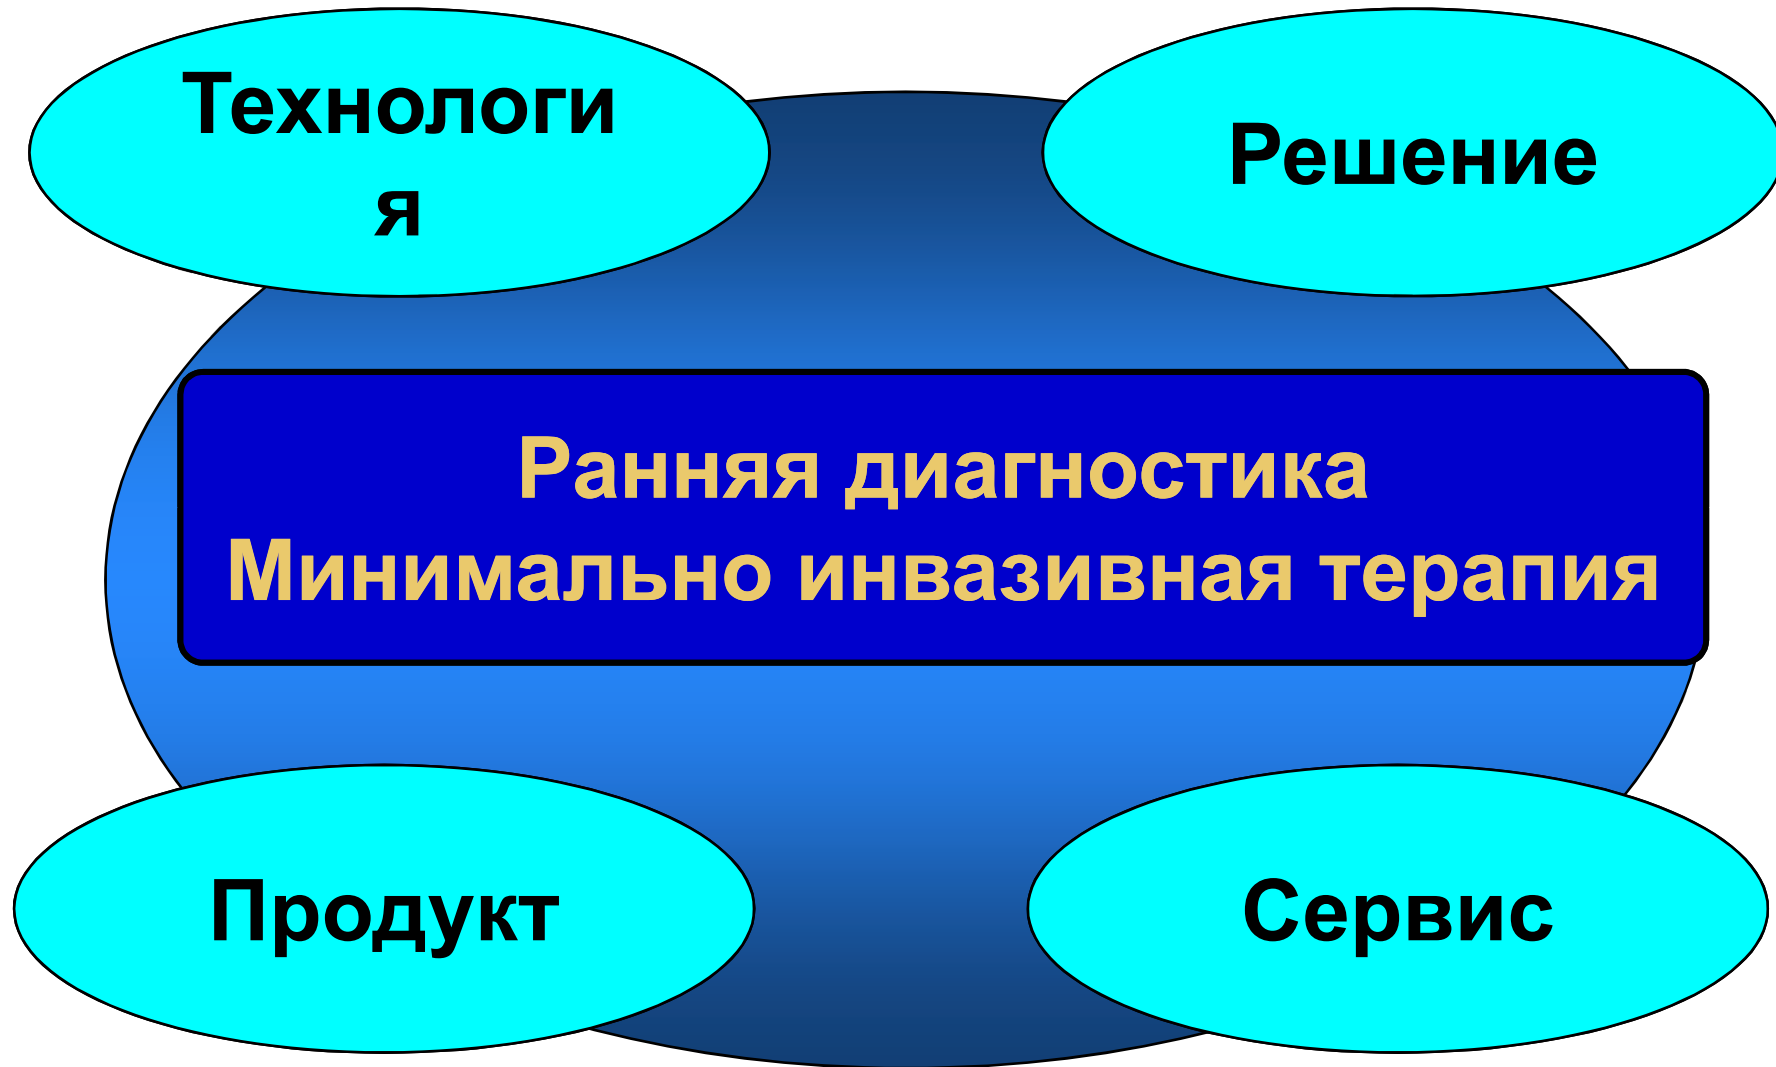 Технологи
я
Решение
Ранняя диагностика
Минимально инвазивная терапия
Продукт
Сервис